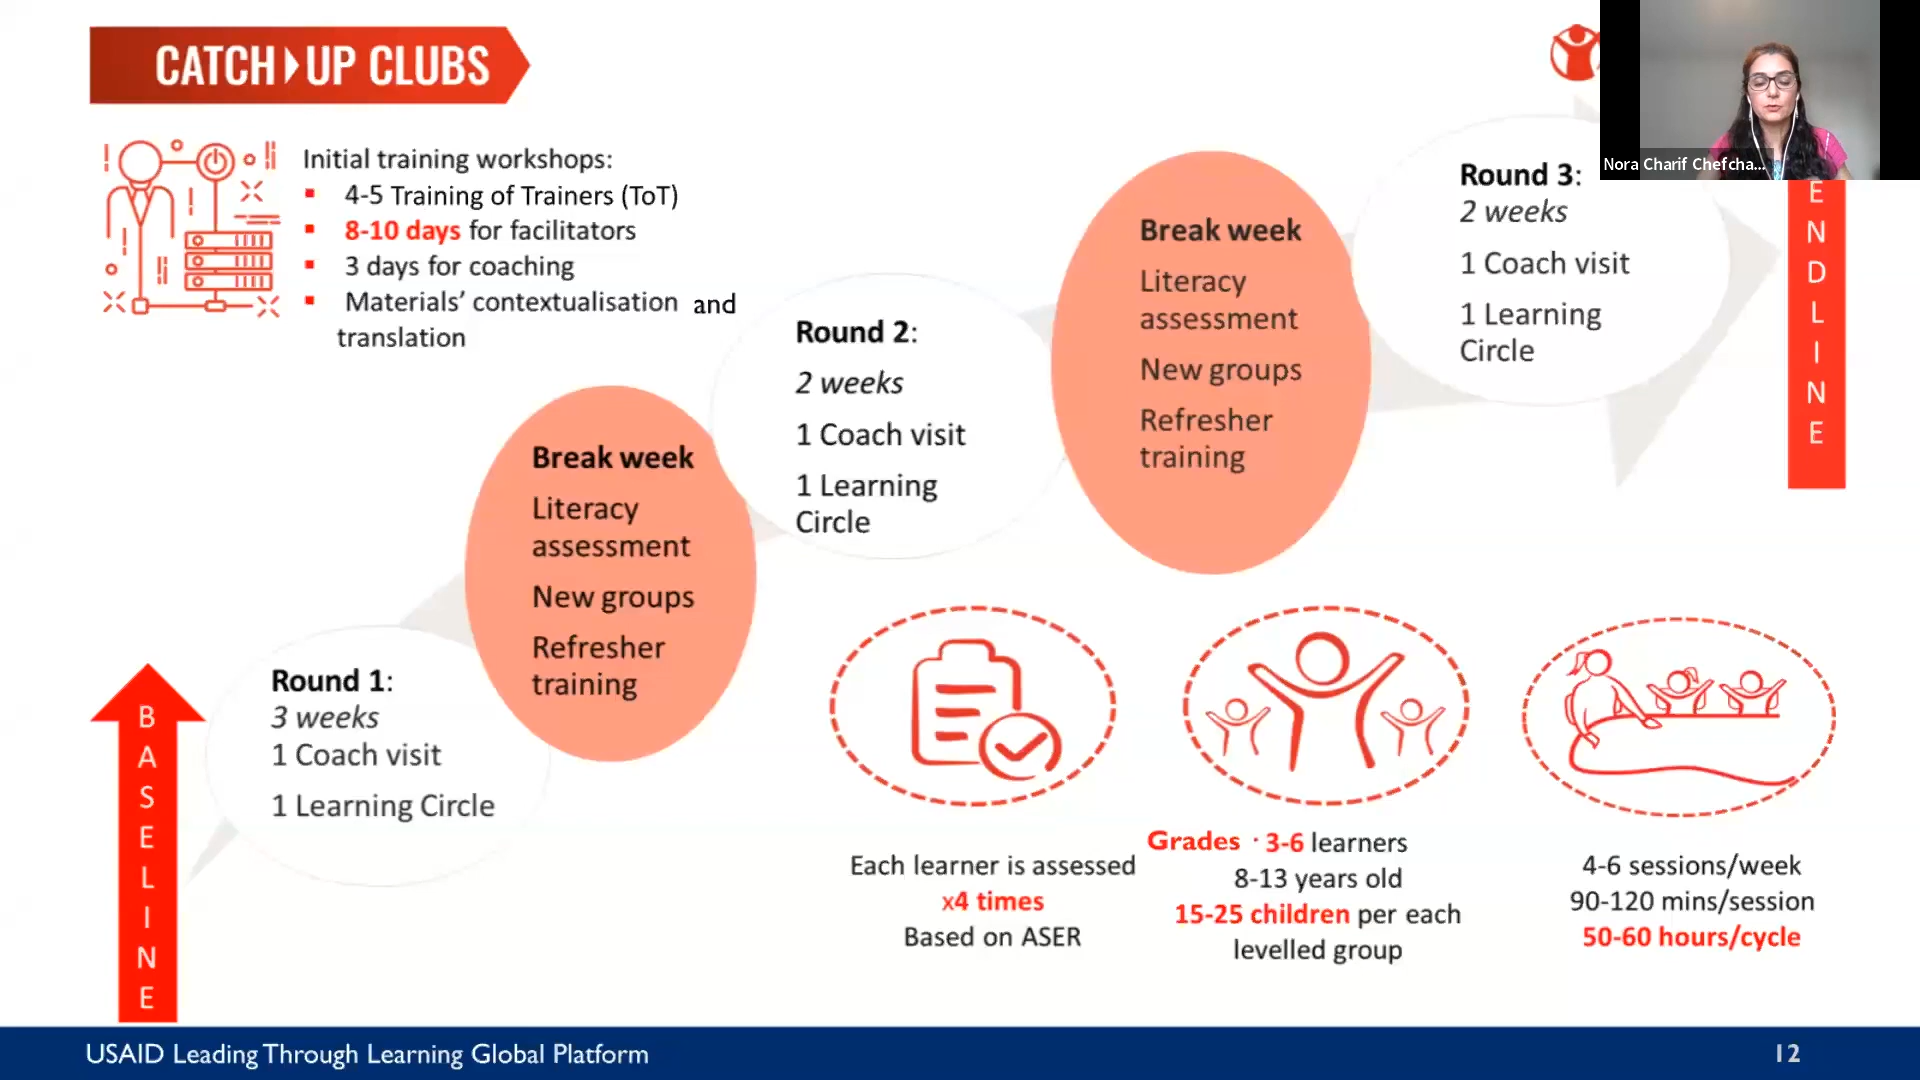 CATCH UP CLUBS
Initial training workshops:
4-5 Training of Trainers (ToT)
8-10 days for facilitators
3 days for coaching
Materials’ contextualisation and
translation
BASELINE
Round 1:
3 weeks
1 Coach visit
1 Learning Circle
Break week
Literacy
assessment
New groups
Refresher
training
Round 2:
2 weeks
1 Coach visit
1 Learning
Circle
Break week
Literacy
assessment
New groups
Refresher
training
Round 3:
2 weeks
1 Coach visit
1 Learning
Circle
ENDLINE
Nora Charif Chefcha...
Each learner is assessed
x4 times
Based on ASER
Grades · 3-6 learners
8-13 years old
15-25 children per each
levelled group
4-6 sessions/week
90-120 mins/session
50-60 hours/cycle
USAID Leading Through Learning Global Platform
12